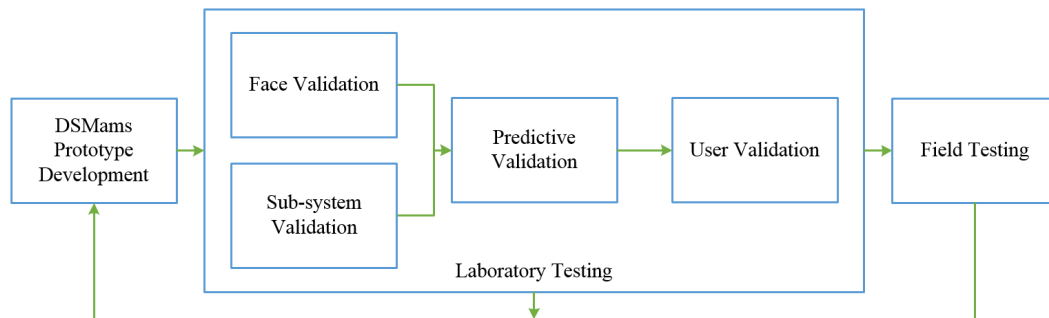 DSMams
Prototype
Development
Face Validation
Sub-system
Validation
Predictive
Validation
User Validation
Laboratory Testing
Field Testing